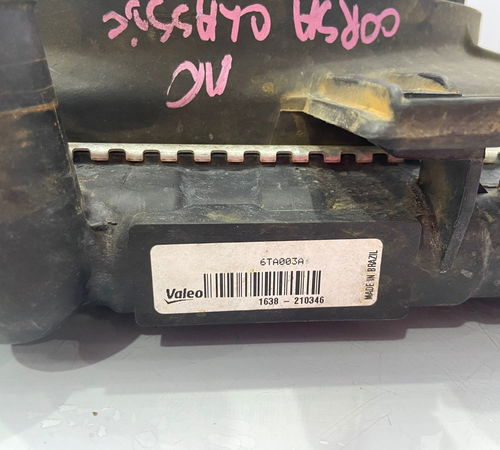 CORSA CLASSIC
AC
6TA003A
Valeo
1638 - 210346
MADE IN BRAZIL